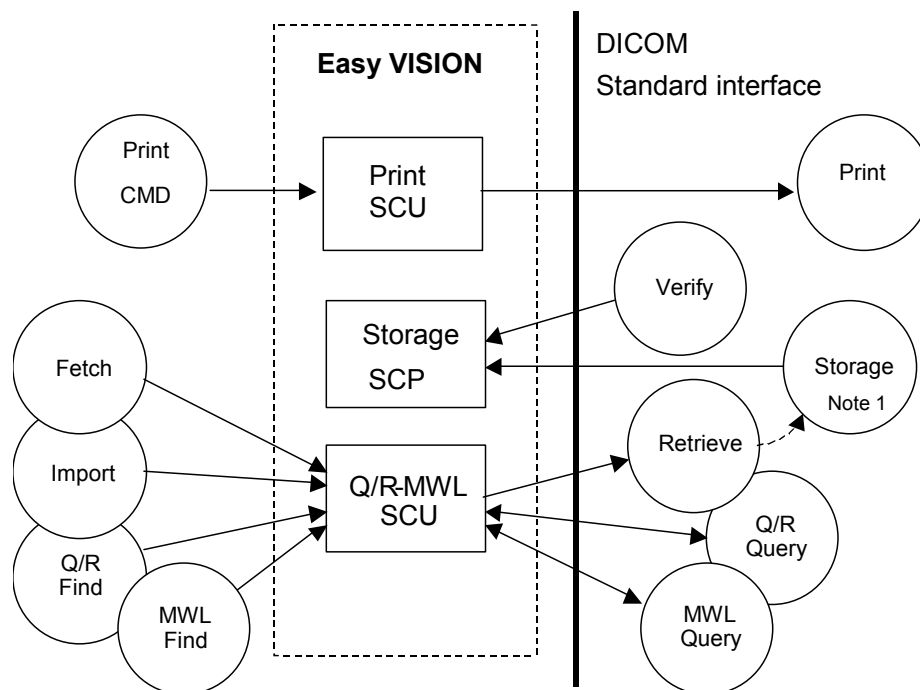 Easy VISION
DICOM
Standard interface
Print
CMD
Print
SCU
Print
Verify
Storage
SCP
Storage
Note 1
Fetch
Import
Q/R
Find
MWL
Find
Q/R-MWL
SCU
Retrieve
Q/R
Query
MWL
Query